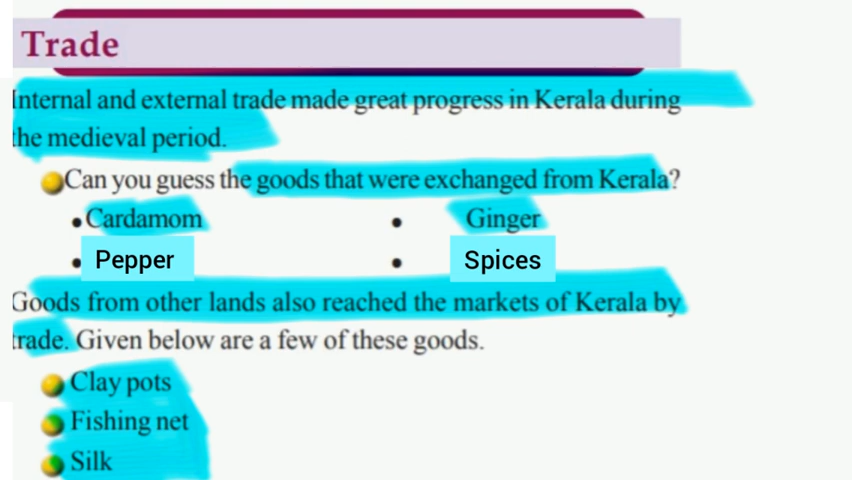 Trade
Internal and external trade made great progress in Kerala during
the medieval period.
Can you guess the goods that were exchanged from Kerala?
• Cardamom • Ginger
• Pepper • Spices
Goods from other lands also reached the markets of Kerala by
trade. Given below are a few of these goods.
Clay pots
Fishing net
Silk